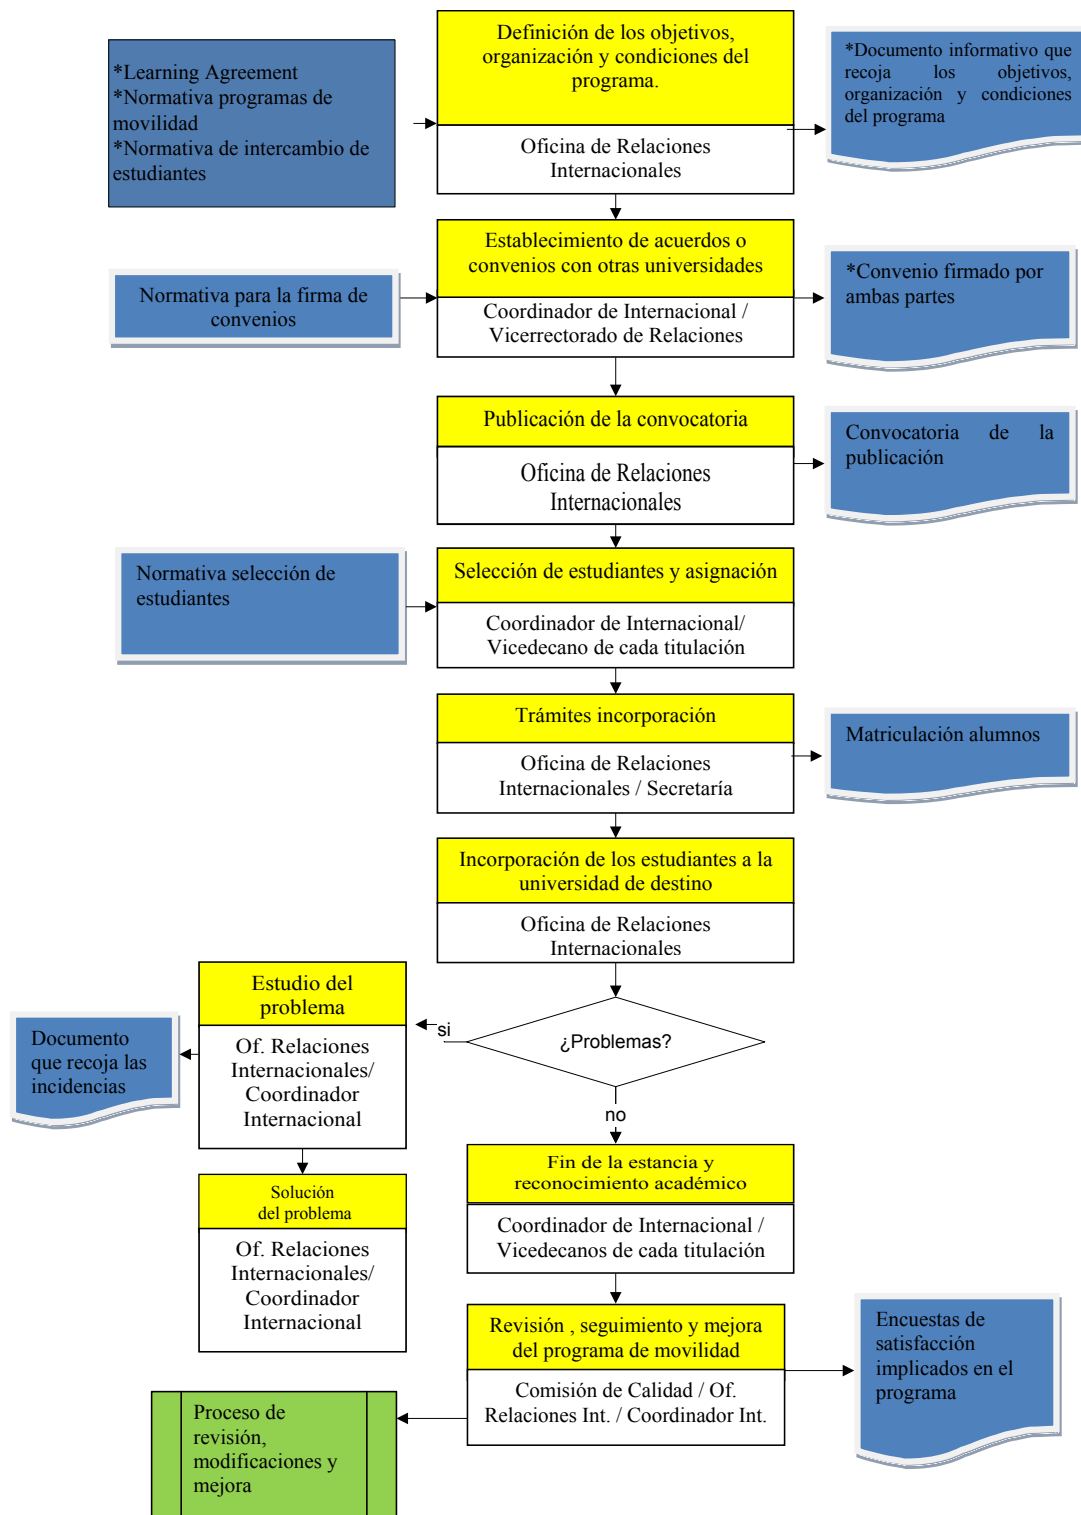 Definición de los objetivos,
organización y condiciones del
programa.
*Learning Agreement
*Normativa programas de
movilidad
*Normativa de intercambio de
estudiantes
*Documento informativo que
recoja los objetivos,
organización y condiciones
del programa
Oficina de Relaciones
Internacionales
Establecimiento de acuerdos o
convenios con otras universidades
Normativa para la firma de
convenios
*Convenio firmado por
ambas partes
Coordinador de Internacional /
Vicerrectorado de Relaciones
Publicación de la convocatoria
Convocatoria de la
publicación
Oficina de Relaciones
Internacionales
Selección de estudiantes y asignación
Normativa selección de
estudiantes
Coordinador de Internacional/
Vicedecano de cada titulación
Trámites incorporación
Matriculación alumnos
Oficina de Relaciones
Internacionales / Secretaría
Incorporación de los estudiantes a la
universidad de destino
Oficina de Relaciones
Internacionales
¿Problemas?
si
no
Estudio del
problema
Of. Relaciones
Internacionales/
Coordinador
Internacional
Documento
que recoja las
incidencias
Solución
del problema
Of. Relaciones
Internacionales/
Coordinador
Internacional
Fin de la estancia y
reconocimiento académico
Coordinador de Internacional /
Vicedecanos de cada titulación
Revisión , seguimiento y mejora
del programa de movilidad
Comisión de Calidad / Of.
Relaciones Int. / Coordinador Int.
Encuestas de
satisfacción
implicados en el
programa
Proceso de
revisión,
modificaciones y
mejora